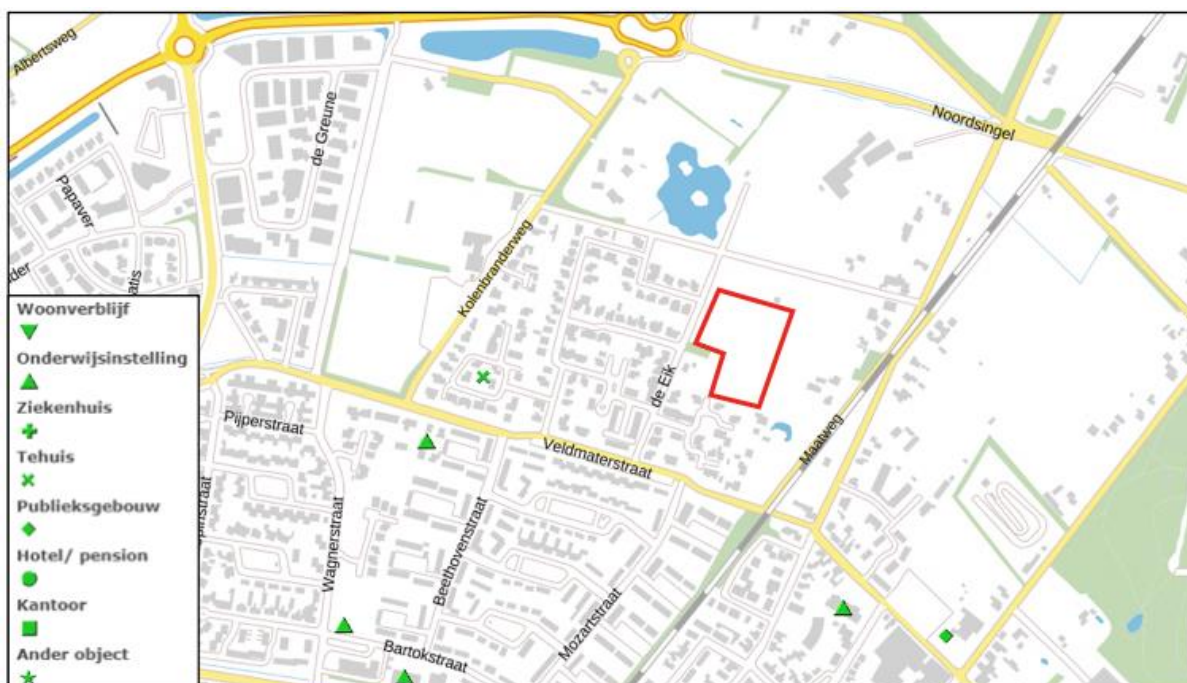 Albertsweg
de Greune
Noordsingel
Papaver
Kolenbranderweg
Woonverblijf
Onderwijsinstelling
Ziekenhuis
Tehuis
Publieksgebouw
Hotel/ pension
Kantoor
Ander object
de Eik
Pijperstraat
Veldmaterstraat
Maatweg
Wagnerstraat
Beethovenstraat
Mozartstraat
Bartokstraat